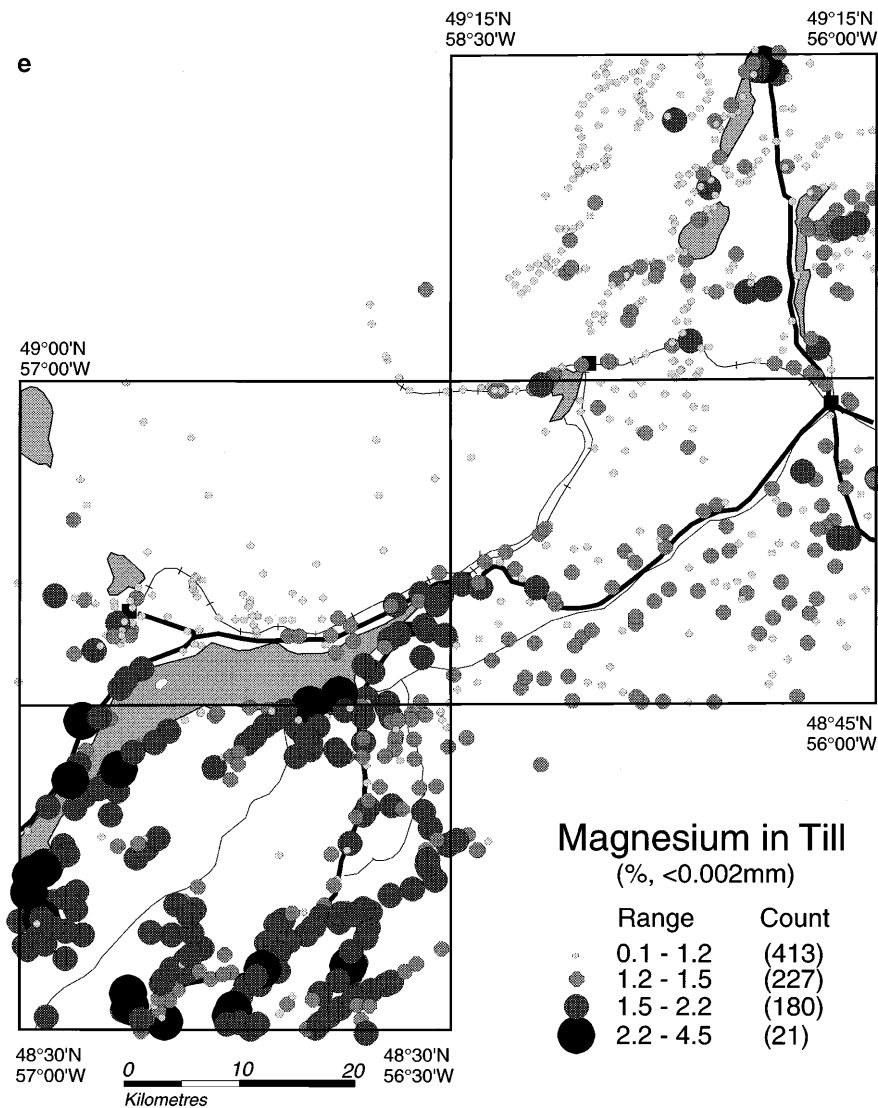 e
49°15'N
58°30'W
49°15'N
56°00'W
49°00'N
57°00'W
48°45'N
56°00'W
Magnesium in Till
(%, <0.002mm)
Range Count
0.1 - 1.2 (413)
1.2 - 1.5 (227)
1.5 - 2.2 (180)
2.2 - 4.5 (21)
48°30'N
57°00'W
48°30'N
56°30'W
0 10 20
Kilometres